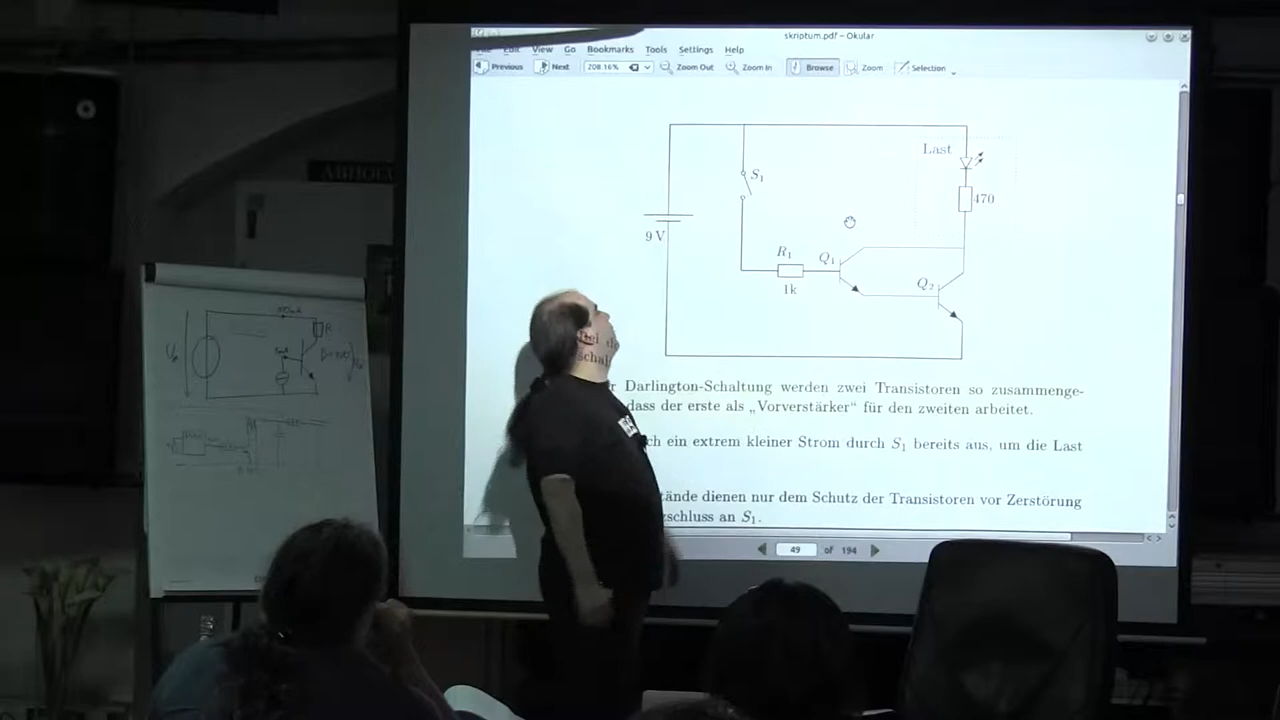 skriptum.pdf – Okular
Edit View Go Bookmarks Tools Settings Help
Previous Next 208.16% Zoom Out Zoom In Browse Zoom Selection
Last
S1
470
9 V
R1
Q1
1k
Q2
Darlington-Schaltung werden zwei Transistoren so zusammenge-
dass der erste als „Vorverstärker“ für den zweiten arbeitet.
ch ein extrem kleiner Strom durch S1 bereits aus, um die Last
tände dienen nur dem Schutz der Transistoren vor Zerstörung
schluss an S1.
49 of 194
R